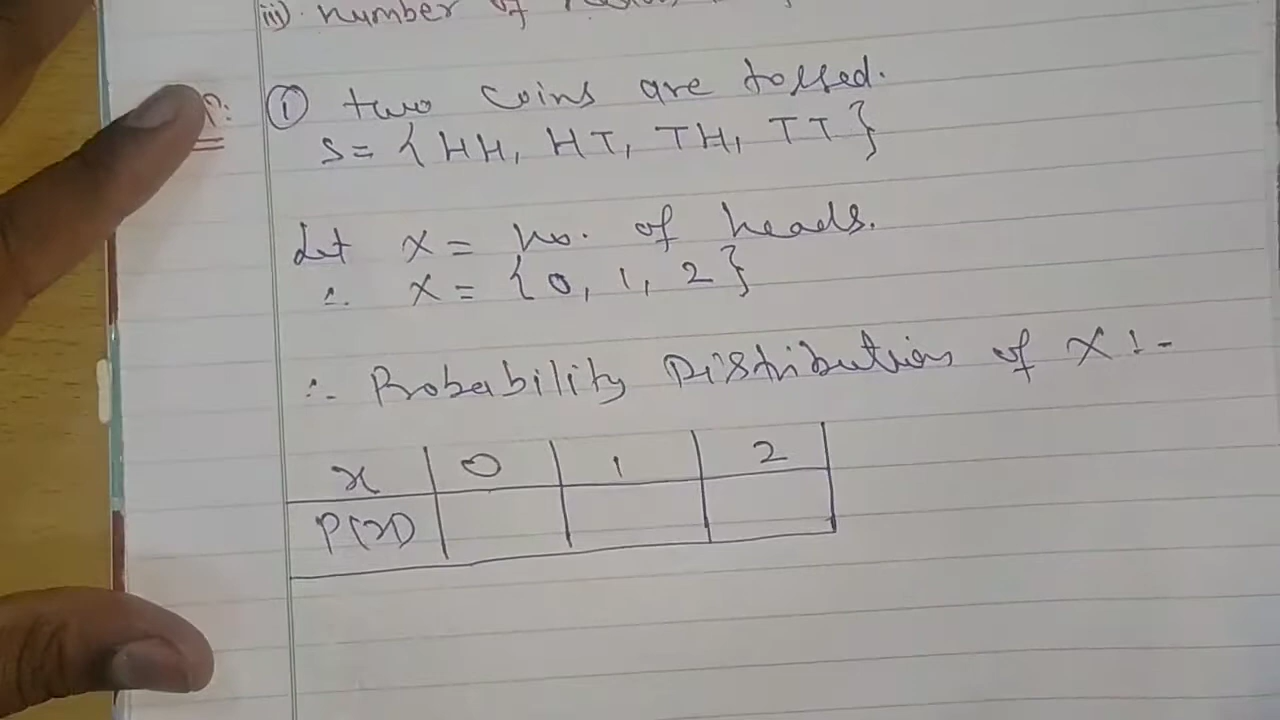 iii) number of
① two coins are tossed.
S = { HH, HT, TH, TT }
Let X = no. of heads.
∴ X = { 0, 1, 2 }
∴ Probability Distribution of X :-
x 0 1 2
P(x)